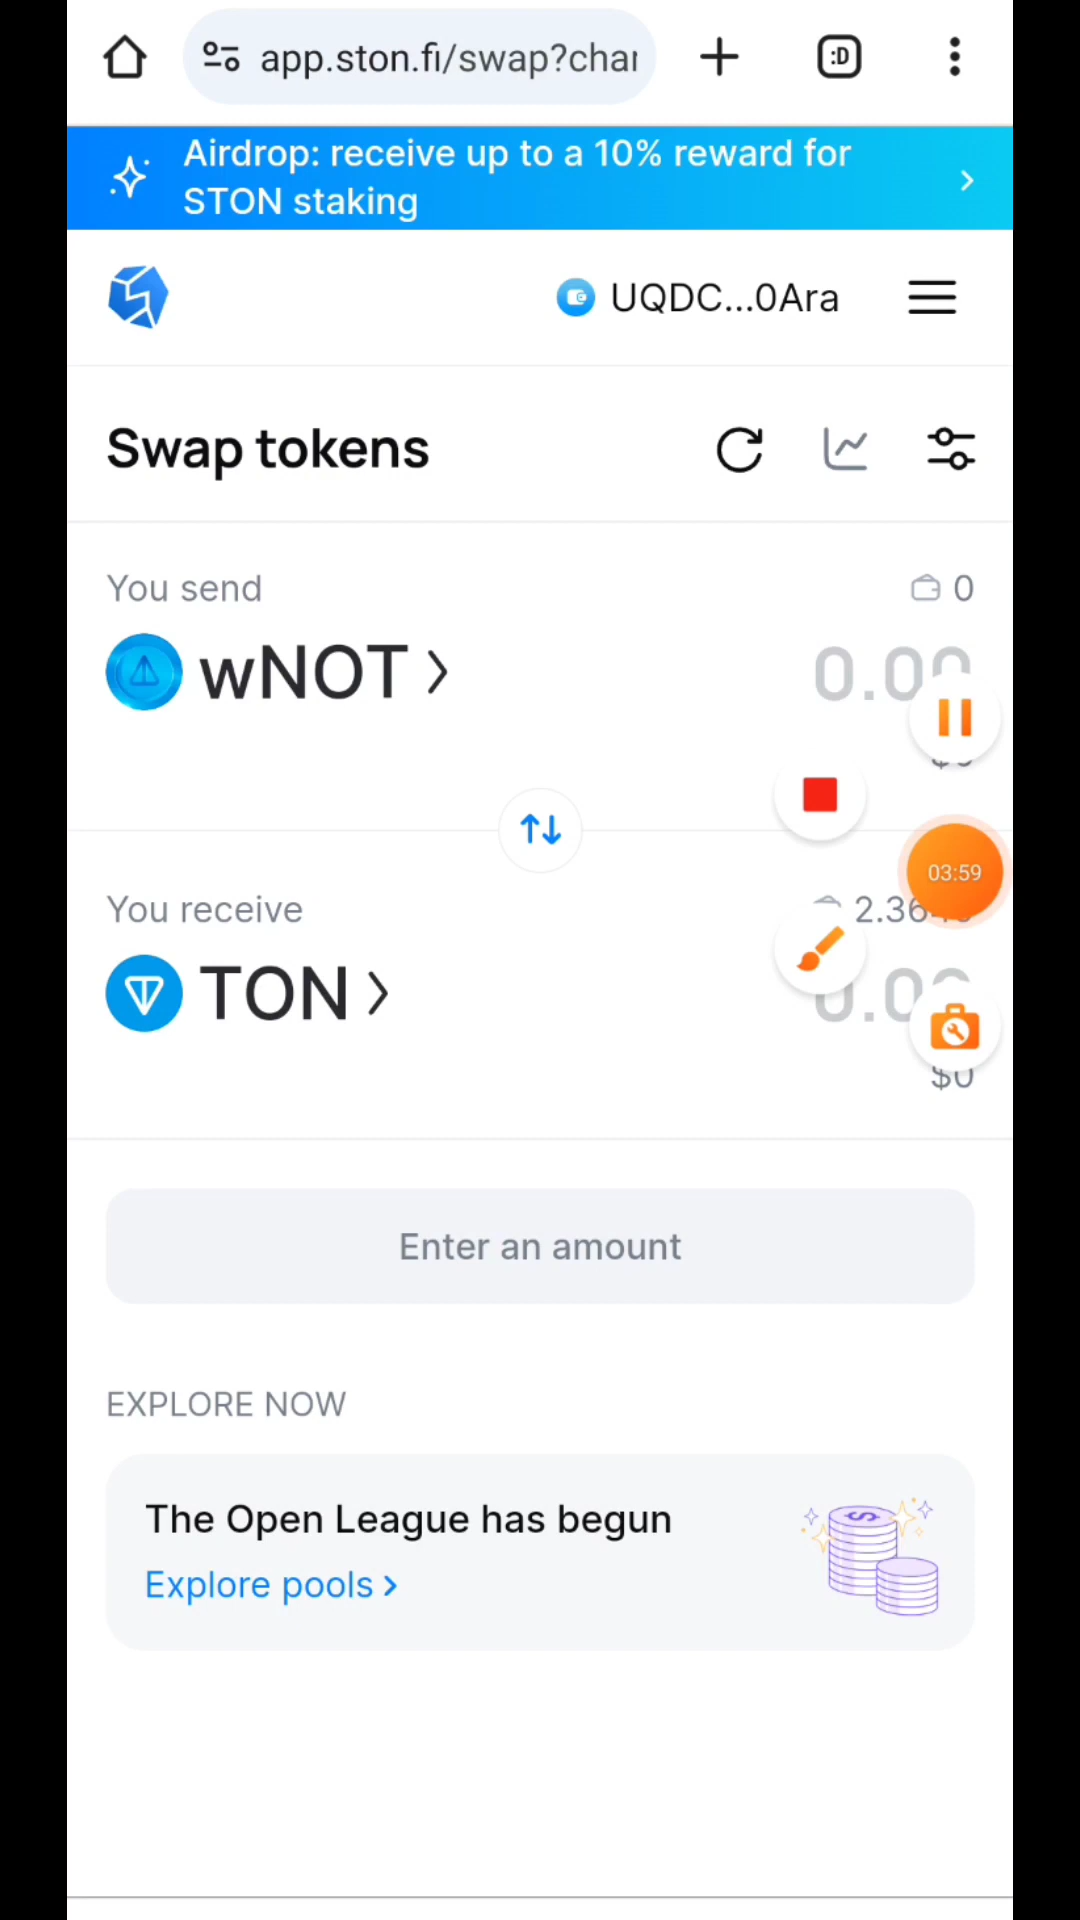 app.ston.fi/swap?char
:D
Airdrop: receive up to a 10% reward for
STON staking
UQDC...0Ara
Swap tokens
You send
0
wNOT
03:59
You receive
TON
$0
Enter an amount
EXPLORE NOW
The Open League has begun
Explore pools